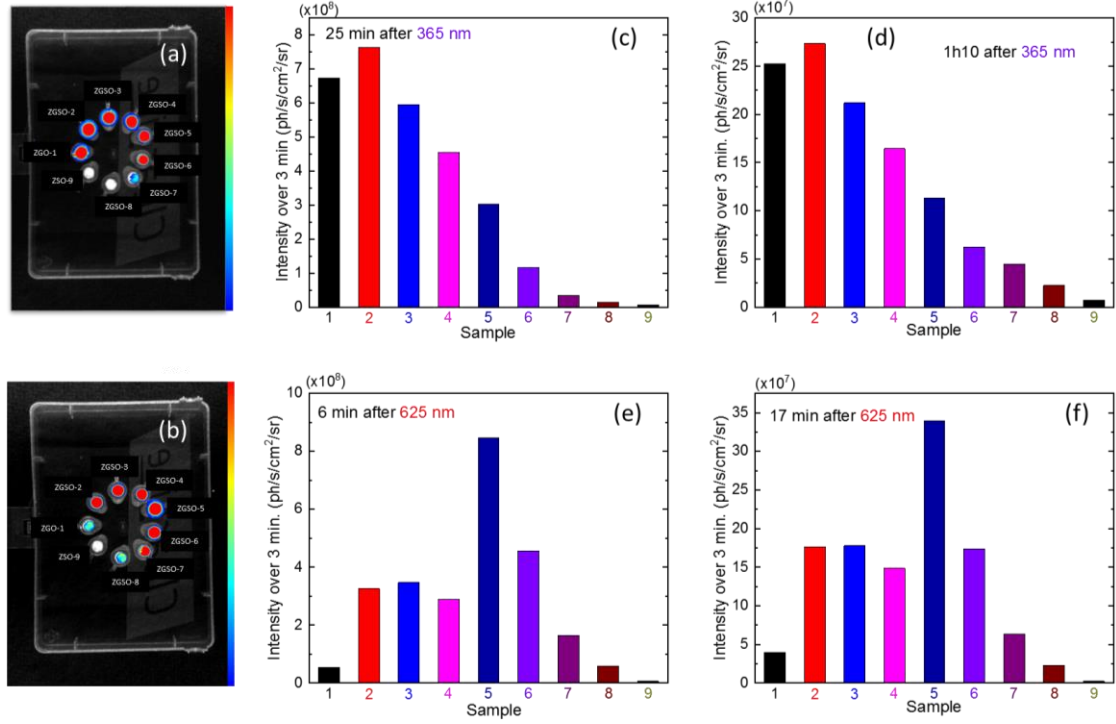 (a)
ZGSO-3
ZGSO-2
ZGSO-4
ZGSO-5
ZGO-1
ZGSO-6
ZSO-9
ZGSO-7
ZGSO-8
(x10⁸)
25 min after 365 nm
(c)
Intensity over 3 min (ph/s/cm²/sr)
8
7
6
5
4
3
2
1
0
1 2 3 4 5 6 7 8 9
Sample
(x10⁷)
(d)
1h10 after 365 nm
Intensity over 3 min. (ph/s/cm²/sr)
30
25
20
15
10
5
0
1 2 3 4 5 6 7 8 9
Sample
(b)
ZGSO-3
ZGSO-2
ZGSO-4
ZGSO-5
ZGO-1
ZGSO-6
ZSO-9
ZGSO-7
ZGSO-8
(x10⁸)
6 min after 625 nm
(e)
Intensity over 3 min. (ph/s/cm²/sr)
10
8
6
4
2
0
1 2 3 4 5 6 7 8 9
Sample
(x10⁷)
17 min after 625 nm
(f)
Intensity over 3 min. (ph/s/cm²/sr)
35
30
25
20
15
10
5
0
1 2 3 4 5 6 7 8 9
Sample